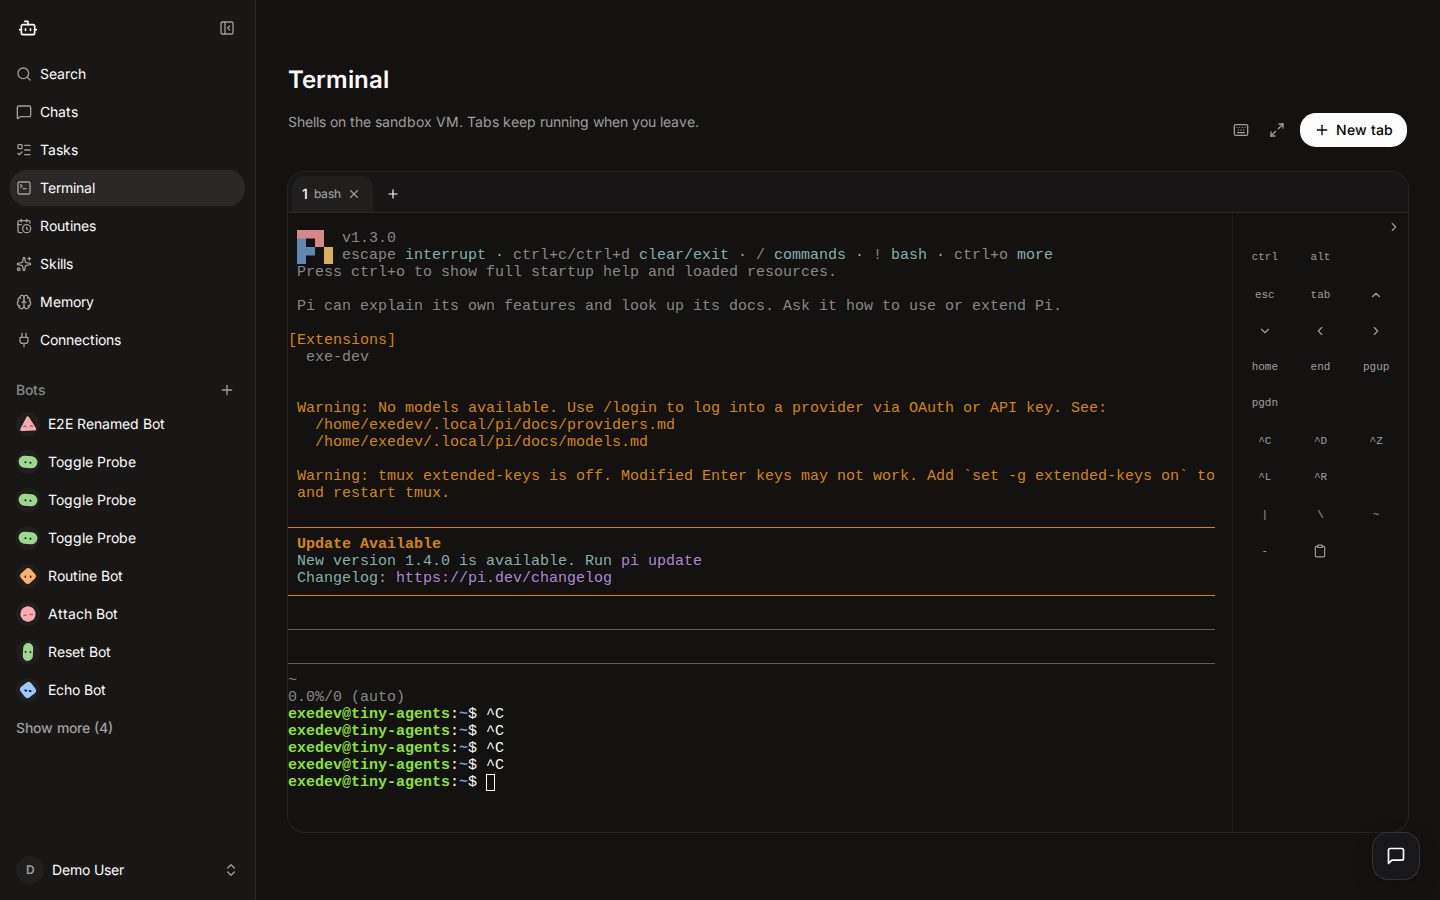 Search
Chats
Tasks
Terminal
Routines
Skills
Memory
Connections
Bots
E2E Renamed Bot
Toggle Probe
Toggle Probe
Toggle Probe
Routine Bot
Attach Bot
Reset Bot
Echo Bot
Show more (4)
D Demo User
Terminal
Shells on the sandbox VM. Tabs keep running when you leave.
New tab
1 bash
v1.3.0
escape interrupt · ctrl+c/ctrl+d clear/exit · / commands · ! bash · ctrl+o more
Press ctrl+o to show full startup help and loaded resources.
Pi can explain its own features and look up its docs. Ask it how to use or extend Pi.
[Extensions]
exe-dev
Warning: No models available. Use /login to log into a provider via OAuth or API key. See:
/home/exedev/.local/pi/docs/providers.md
/home/exedev/.local/pi/docs/models.md
Warning: tmux extended-keys is off. Modified Enter keys may not work. Add `set -g extended-keys on` to
and restart tmux.
Update Available
New version 1.4.0 is available. Run pi update
Changelog: https://pi.dev/changelog
~
0.0%/0 (auto)
exedev@tiny-agents:~$ ^C
exedev@tiny-agents:~$ ^C
exedev@tiny-agents:~$ ^C
exedev@tiny-agents:~$ ^C
exedev@tiny-agents:~$
ctrl alt
esc tab
home end pgup
pgdn
^C ^D ^Z
^L ^R
| \ ~
-